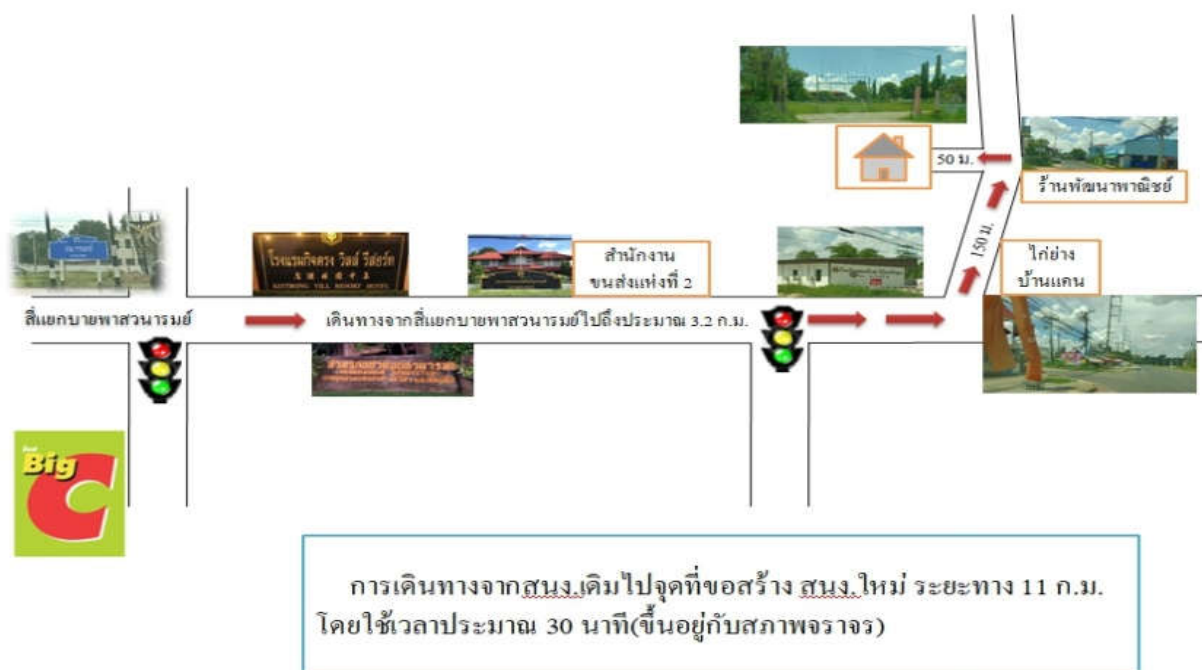 50 ม.
ร้านพัฒนาพาณิชย์
150 ม.
ไก่ย่าง
บ้านแคน
สำนักงาน
ขนส่งแห่งที่ 2
โรงแรมกิจตรง วิลล์ รีสอร์ท
KIJTRONG VILL RESORT HOTEL
สี่แยกบายพาสวนารมย์
เดินทางจากสี่แยกบายพาสวนารมย์ไปถึงประมาณ 3.2 ก.ม.
Big
C
การเดินทางจากสนง.เดิมไปจุดที่ขอสร้าง สนง.ใหม่ ระยะทาง 11 ก.ม.
โดยใช้เวลาประมาณ 30 นาที(ขึ้นอยู่กับสภาพจราจร)